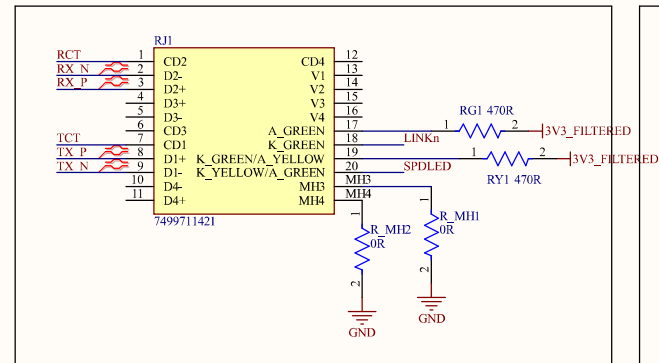 RJ1
RCT 1 CD2 CD4 12
RX_N 2 D2- V1 13
RX_P 3 D2+ V2 14
4 D3+ V3 15
5 D3- V4 16
6 CD3 A_GREEN 17 1 RG1 470R 2 3V3_FILTERED
TCT 7 CD1 K_GREEN 18 LINKn
TX_P 8 D1+ K_GREEN/A_YELLOW 19 1 RY1 470R 2 3V3_FILTERED
TX_N 9 D1- K_YELLOW/A_GREEN 20 SPDLED
10 D4- MH3 MH3
11 D4+ MH4 MH4
7499711421
1 R_MH2 0R 2 GND
1 R_MH1 0R 2 GND